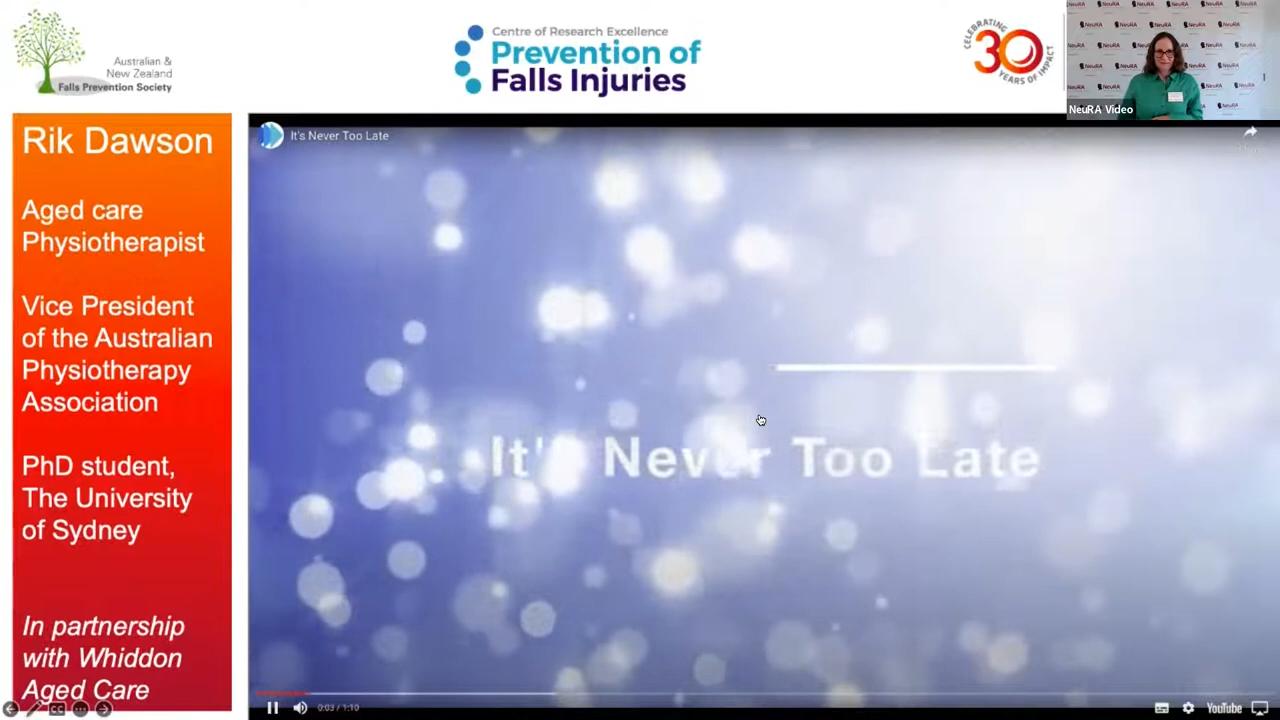 Australian &
New Zealand
Falls Prevention Society
Centre of Research Excellence
Prevention of
Falls Injuries
CELEBRATING
30
YEARS OF IMPACT
NeuRA
NeuRA Video
Rik Dawson
Aged care
Physiotherapist
Vice President
of the Australian
Physiotherapy
Association
PhD student,
The University
of Sydney
In partnership
with Whiddon
Aged Care
It's Never Too Late
It's Never Too Late
0:03 / 1:10
YouTube
CC